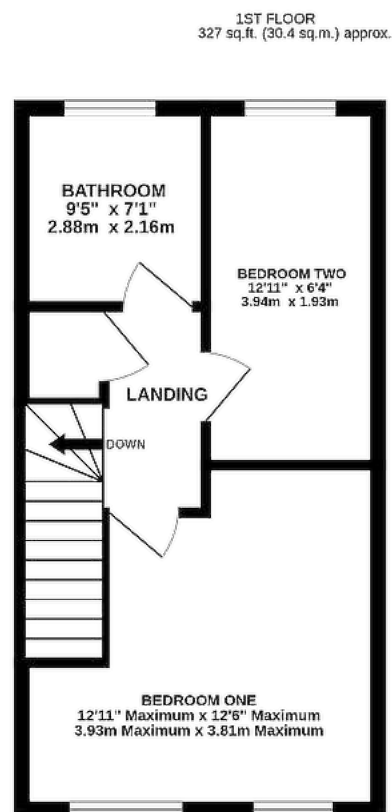 1ST FLOOR
327 sq.ft. (30.4 sq.m.) approx.
BATHROOM
9'5" x 7'1"
2.88m x 2.16m
BEDROOM TWO
12'11" x 6'4"
3.94m x 1.93m
LANDING
DOWN
BEDROOM ONE
12'11" Maximum x 12'6" Maximum
3.93m Maximum x 3.81m Maximum